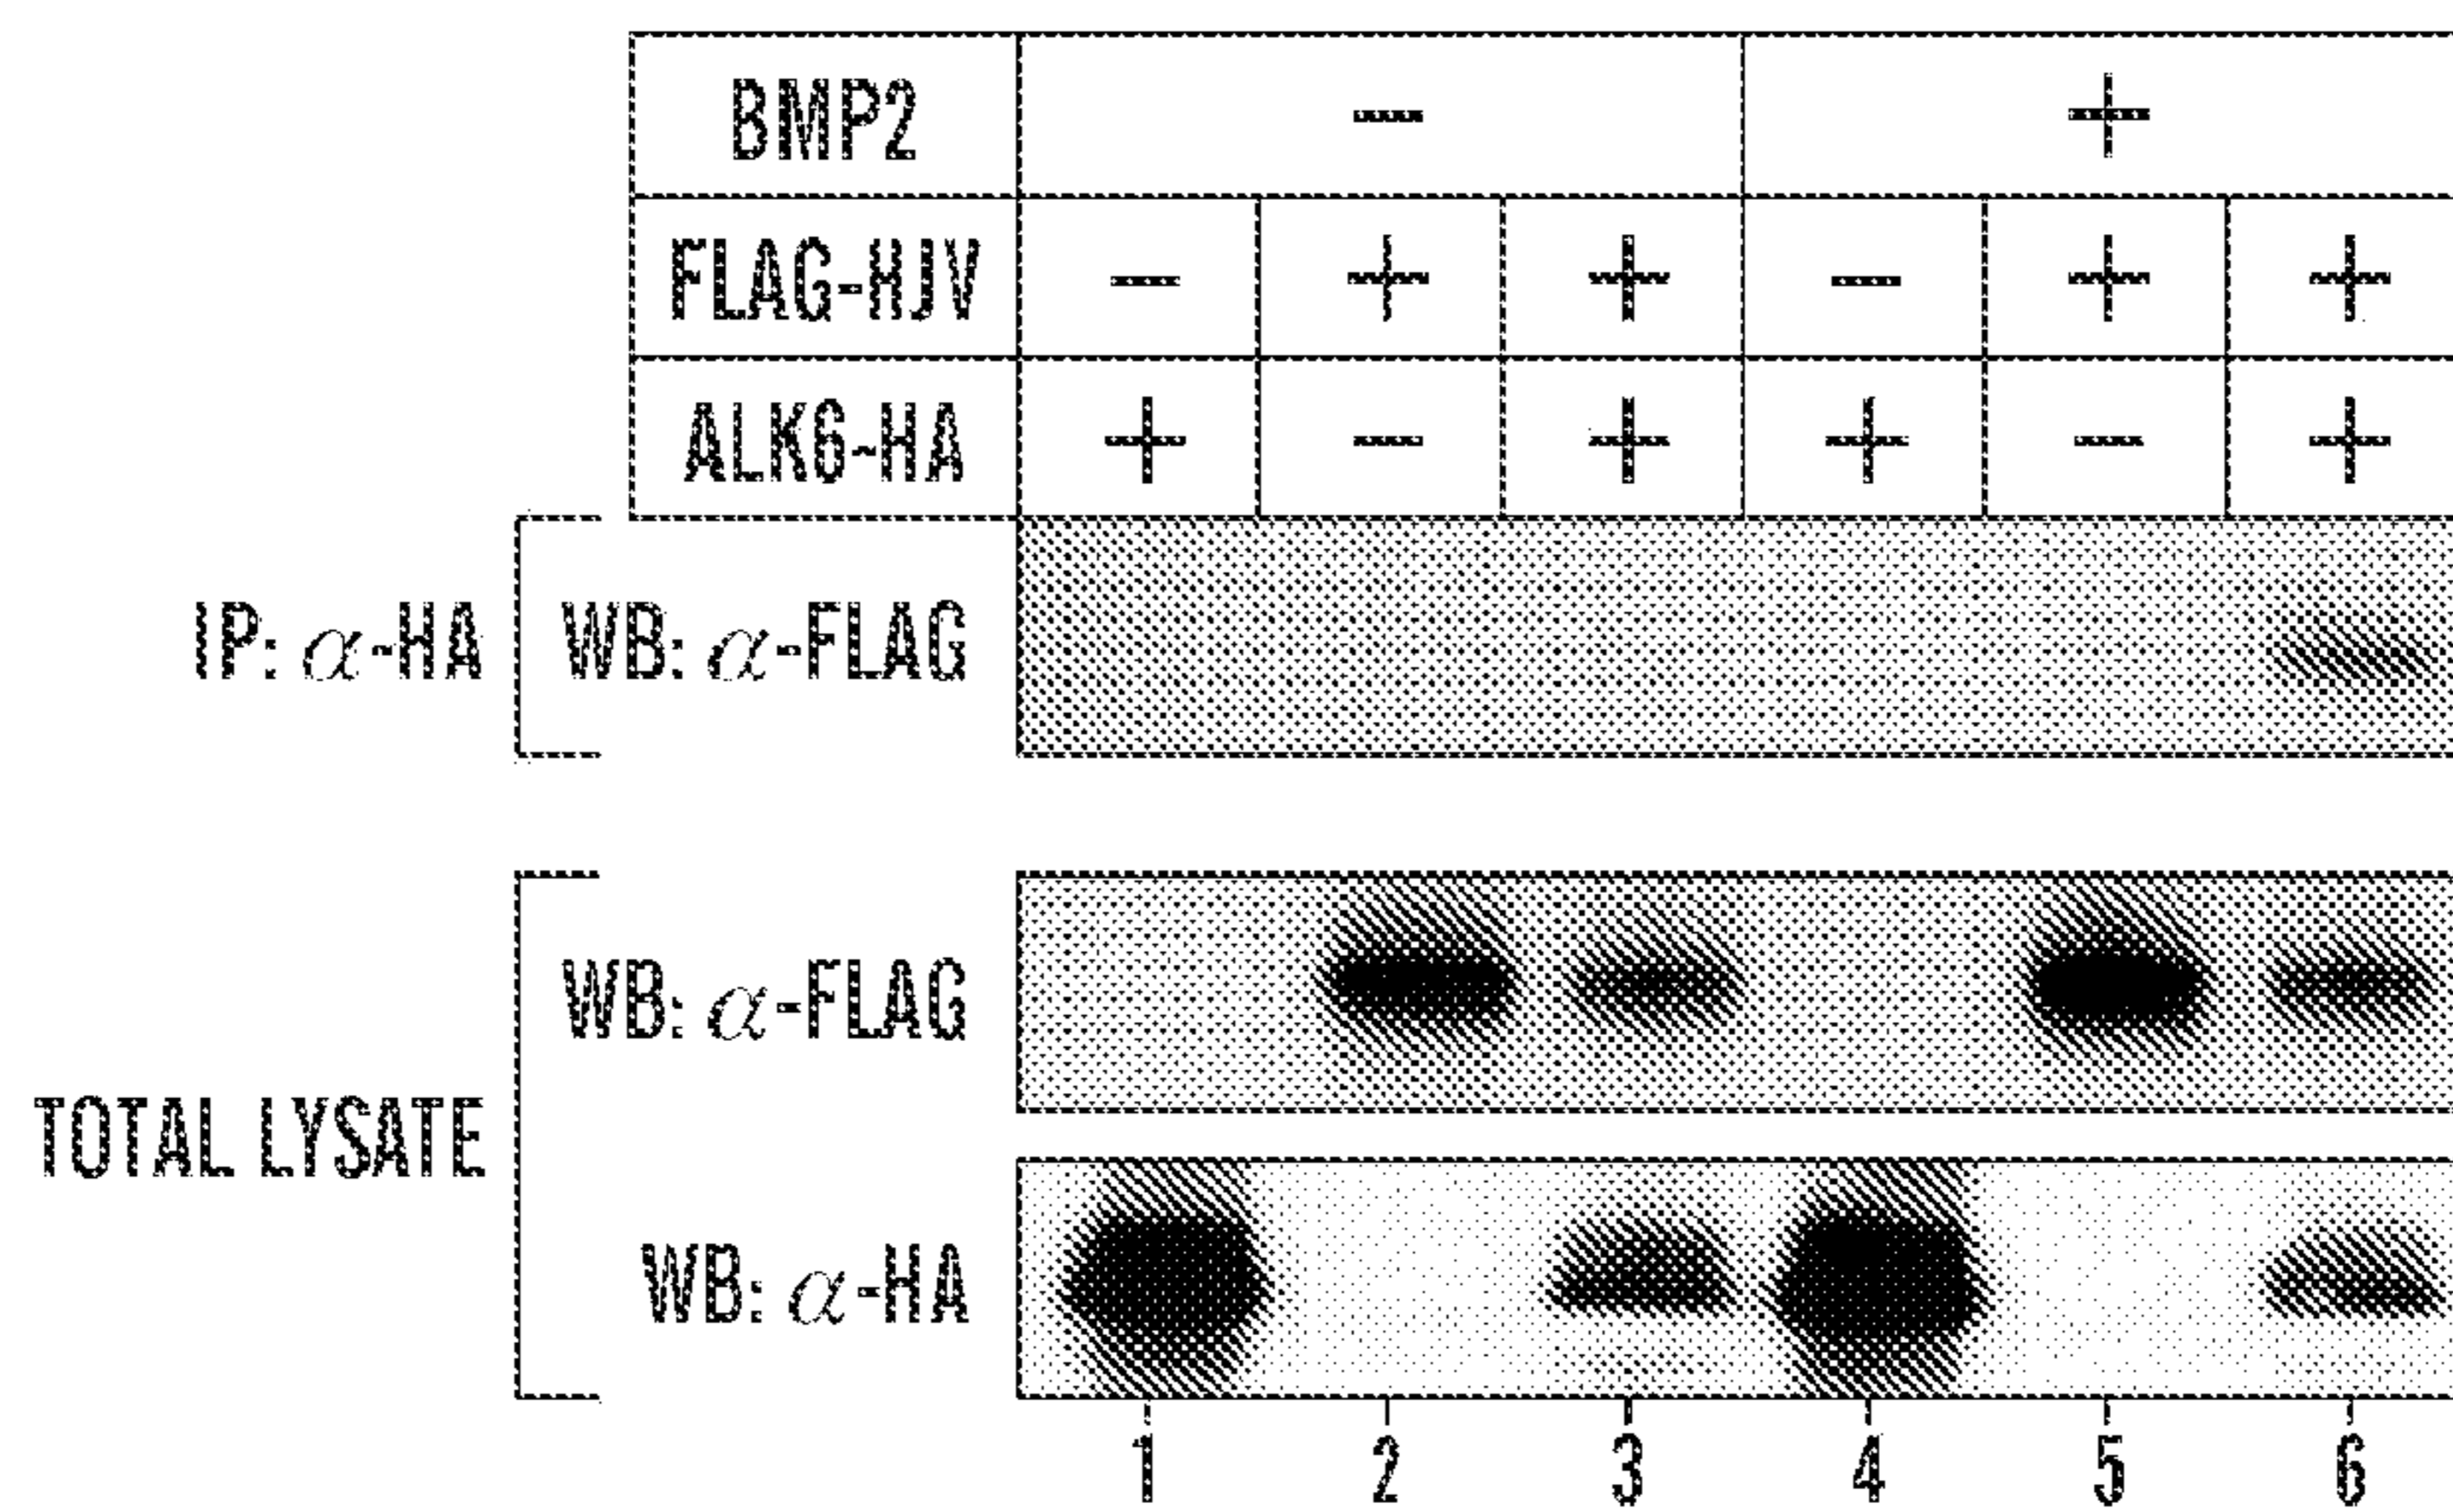 BMP2 — +
FLAG-HJV — + + — + +
ALK6-HA + — + + — +
IP: α-HA WB: α-FLAG
WB: α-FLAG
TOTAL LYSATE
WB: α-HA
1 2 3 4 5 6